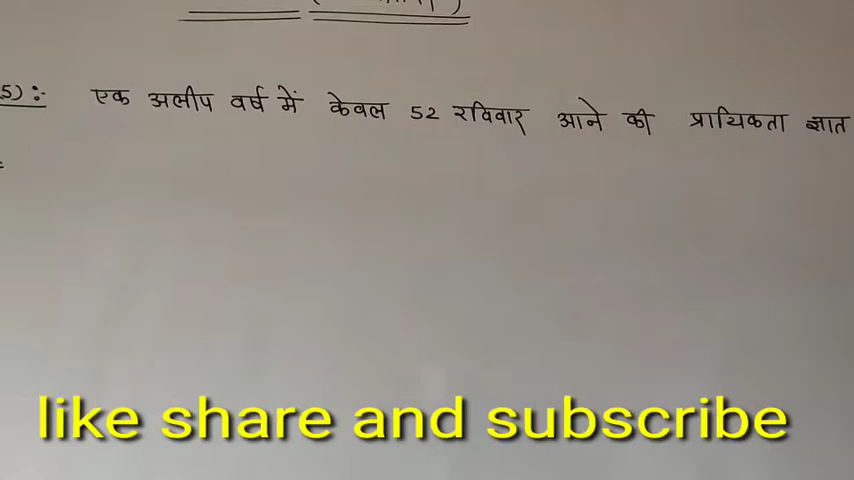 5) :-  एक अलीप वर्ष में केवल 52 रविवार आने की प्रायिकता ज्ञात
like share and subscribe